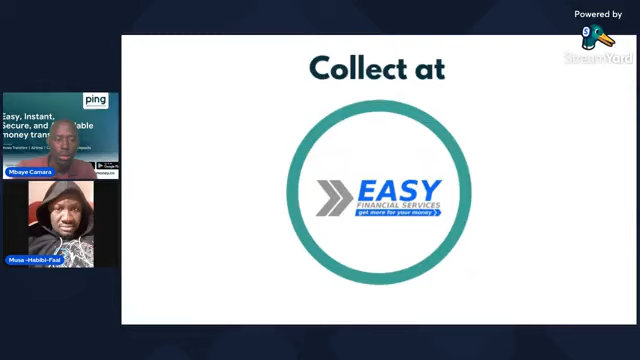 Powered by
StreamYard
Collect at
EASY
FINANCIAL SERVICES
get more for your money
ping
Easy, Instant,
Secure, and
money
Mbaye Camara
Musa -Habibi-Faal